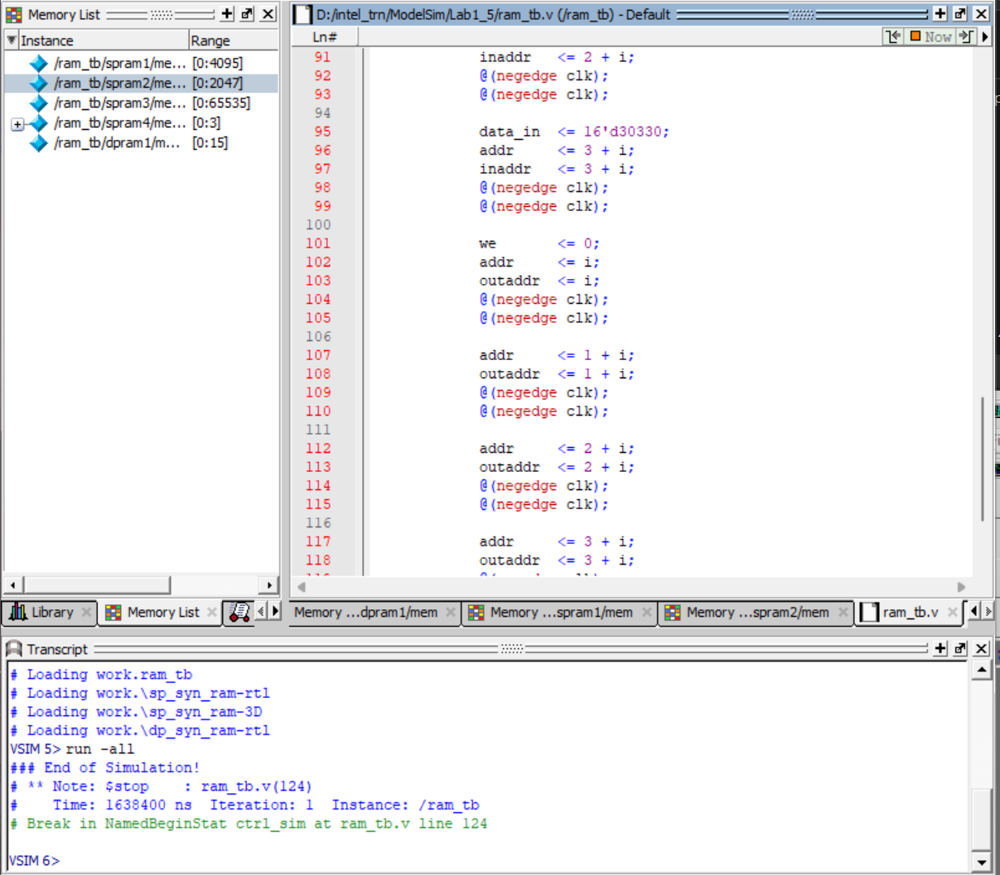 Memory List
Instance Range
/ram_tb/spram1/me... [0:4095]
/ram_tb/spram2/me... [0:2047]
/ram_tb/spram3/me... [0:65535]
/ram_tb/spram4/me... [0:3]
/ram_tb/dpram1/m... [0:15]
Library
Memory List
D:/intel_trn/ModelSim/Lab1_5/ram_tb.v (/ram_tb) - Default
Ln#
Now
91 inaddr <= 2 + i;
92 @(negedge clk);
93 @(negedge clk);
94
95 data_in <= 16'd30330;
96 addr <= 3 + i;
97 inaddr <= 3 + i;
98 @(negedge clk);
99 @(negedge clk);
100
101 we <= 0;
102 addr <= i;
103 outaddr <= i;
104 @(negedge clk);
105 @(negedge clk);
106
107 addr <= 1 + i;
108 outaddr <= 1 + i;
109 @(negedge clk);
110 @(negedge clk);
111
112 addr <= 2 + i;
113 outaddr <= 2 + i;
114 @(negedge clk);
115 @(negedge clk);
116
117 addr <= 3 + i;
118 outaddr <= 3 + i;
Memory ...dpram1/mem
Memory ...spram1/mem
Memory ...spram2/mem
ram_tb.v
Transcript
# Loading work.ram_tb
# Loading work.\sp_syn_ram-rtl
# Loading work.\sp_syn_ram-3D
# Loading work.\dp_syn_ram-rtl
VSIM 5> run -all
### End of Simulation!
# ** Note: $stop : ram_tb.v(124)
# Time: 1638400 ns Iteration: 1 Instance: /ram_tb
# Break in NamedBeginStat ctrl_sim at ram_tb.v line 124
VSIM 6>